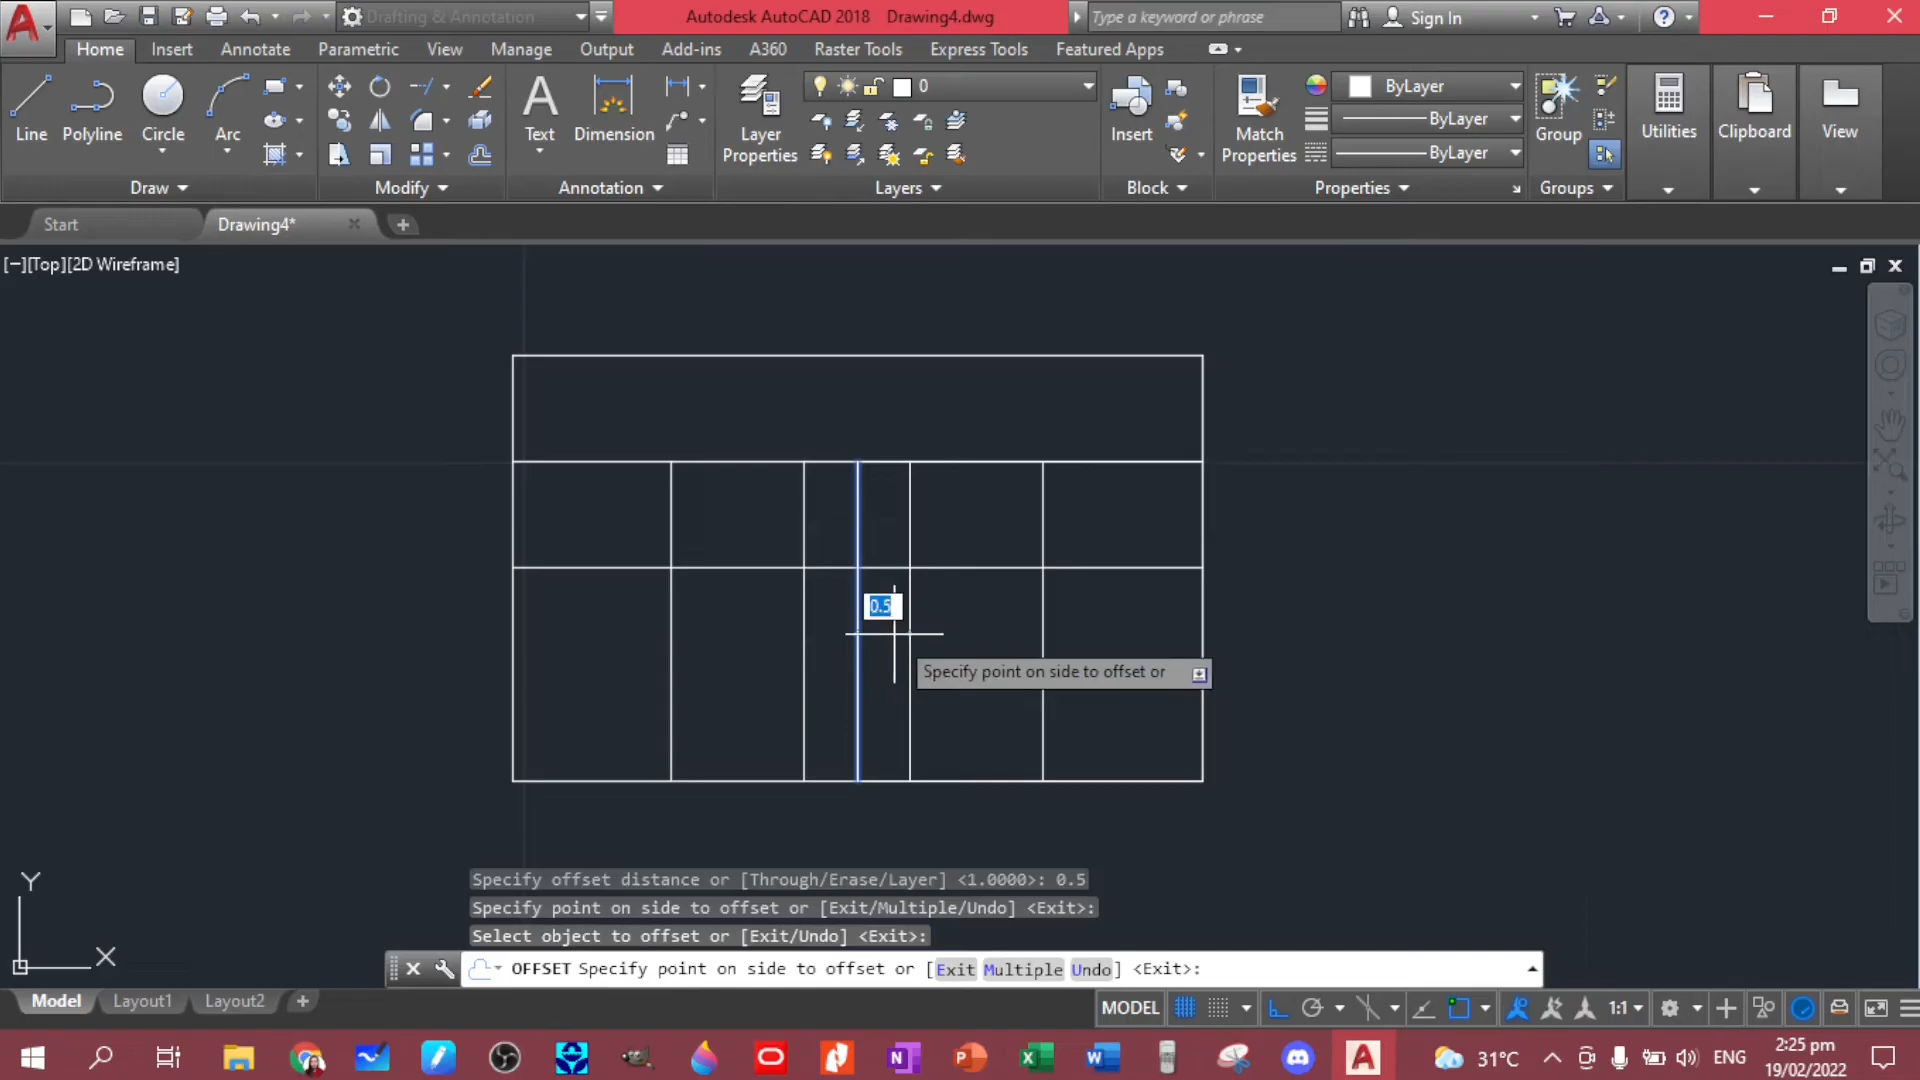 Drafting & Annotation
Autodesk AutoCAD 2018 Drawing4.dwg
Type a keyword or phrase
Sign In
Home Insert Annotate Parametric View Manage Output Add-ins A360 Raster Tools Express Tools Featured Apps
0
ByLayer
ByLayer
ByLayer
Line Polyline Circle Arc
Text Dimension
Layer
Properties
Insert
Match
Properties
Group
Utilities
Clipboard
View
Draw Modify Annotation Layers Block Properties Groups
Start
Drawing4*
[−][Top][2D Wireframe]
0.5
Specify point on side to offset or
Y
X
Specify offset distance or [Through/Erase/Layer] <1.0000>: 0.5
Specify point on side to offset or [Exit/Multiple/Undo] <Exit>:
Select object to offset or [Exit/Undo] <Exit>:
OFFSET Specify point on side to offset or [Exit Multiple Undo] <Exit>:
Model Layout1 Layout2
MODEL
1:1
31°C
ENG
2:25 pm
19/02/2022